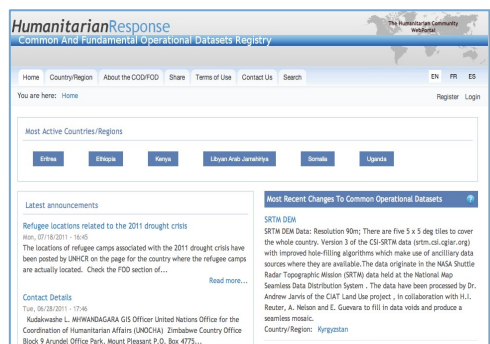 HumanitarianResponse
The Humanitarian Community
WebPortal
Common And Fundamental Operational Datasets Registry
Home
Country/Region
About the COD/FOD
Share
Terms of Use
Contact Us
Search
EN
FR
ES
You are here: Home
Register
Login
Most Active Countries/Regions
Eritrea
Ethiopia
Kenya
Libyan Arab Jamahiriya
Somalia
Uganda
Latest announcements
Refugee locations related to the 2011 drought crisis
Mon, 07/18/2011 - 16:45
The locations of refugee camps associated with the 2011 drought crisis have
been posted by UNHCR on the page for the country where the refugee camps
are actually located. Check the FOD section of...
Read more...
Contact Details
Tue, 06/28/2011 - 17:46
Kudakwashe L. MHWANDAGARA GIS Officer United Nations Office for the
Coordination of Humanitarian Affairs (UNOCHA) Zimbabwe Country Office
Block 9 Arundel Office Park, Mount Pleasant P.O. Box 4775...
Most Recent Changes To Common Operational Datasets
?
SRTM DEM
SRTM DEM Data: Resolution 90m; There are five 5 x 5 deg tiles to cover
the whole country. Version 3 of the CSI-SRTM data (srtm.csi.cgiar.org)
with improved hole-filling algorithms which make use of ancilliary data
sources where they are available.The data originate in the NASA Shuttle
Radar Topographic Mission (SRTM) data held at the National Map
Seamless Data Distribution System . The data have been processed by Dr.
Andrew Jarvis of the CIAT Land Use project , in collaboration with H.I.
Reuter, A. Nelson and E. Guevara to fill in data voids and produce a
seamless mosaic.
Country/Region: Kyrgyzstan